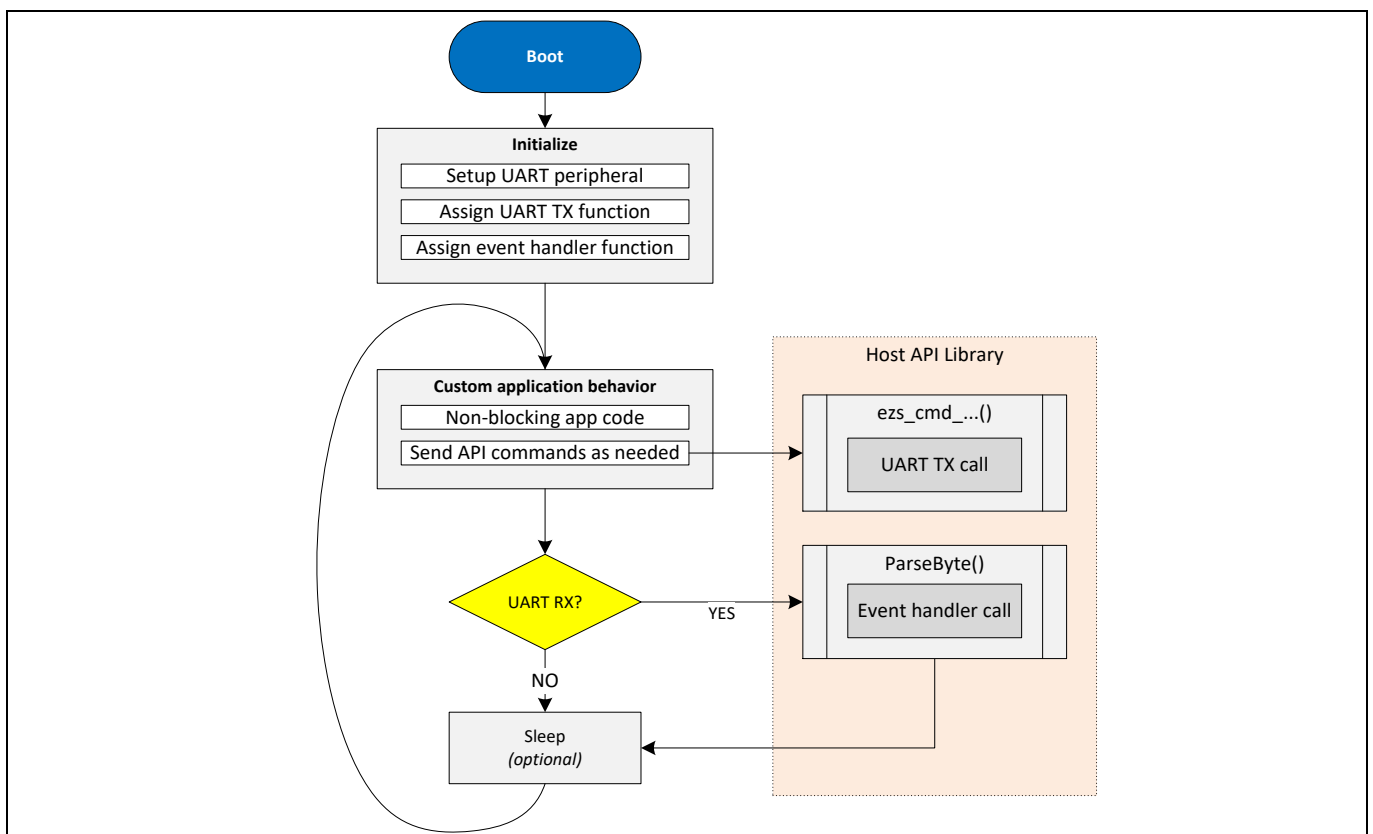 Boot
Initialize
Setup UART peripheral
Assign UART TX function
Assign event handler function
Custom application behavior
Non-blocking app code
Send API commands as needed
Host API Library
ezs_cmd_...()
UART TX call
UART RX?
YES
ParseByte()
Event handler call
NO
Sleep
(optional)